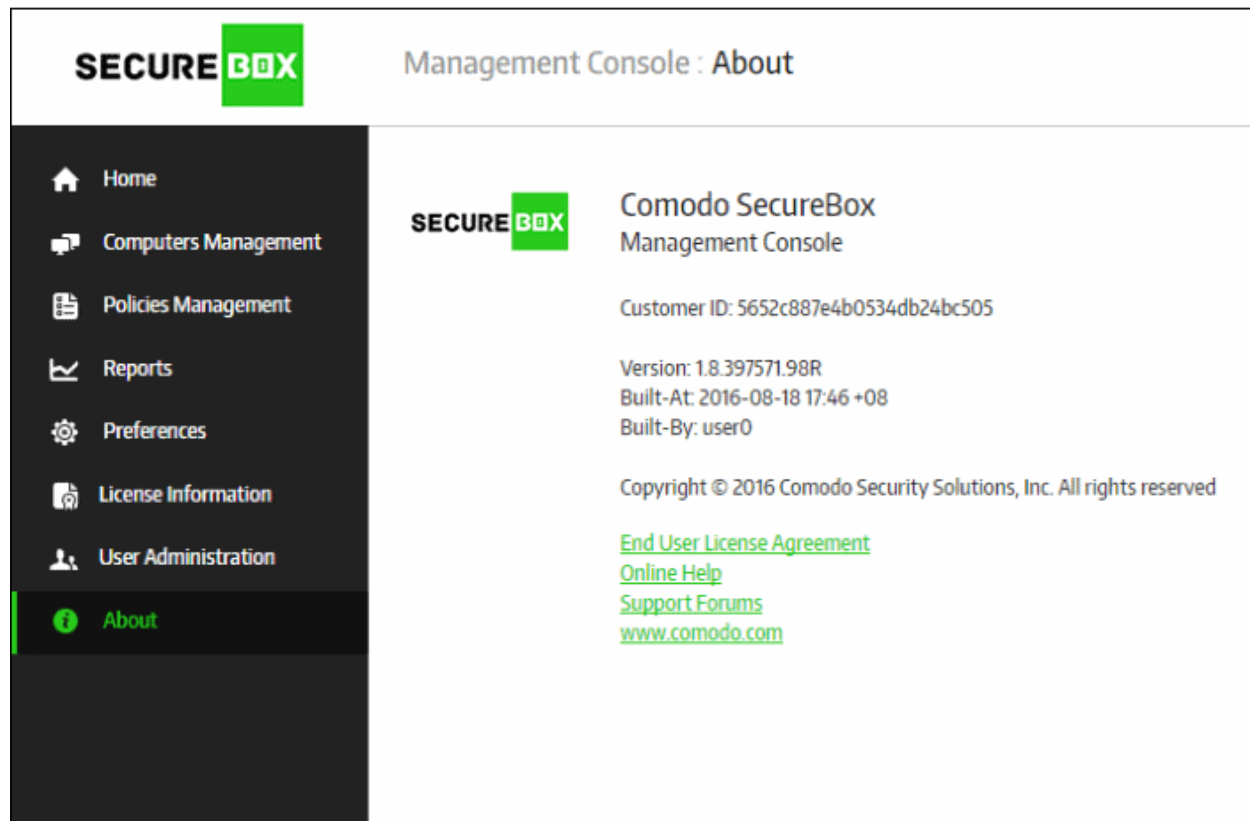 SECURE BOX
Management Console : About
Home
Computers Management
Policies Management
Reports
Preferences
License Information
User Administration
About
SECURE BOX
Comodo SecureBox
Management Console
Customer ID: 5652c887e4b0534db24bc505
Version: 1.8.397571.98R
Built-At: 2016-08-18 17:46 +08
Built-By: user0
Copyright © 2016 Comodo Security Solutions, Inc. All rights reserved
End User License Agreement
Online Help
Support Forums
www.comodo.com